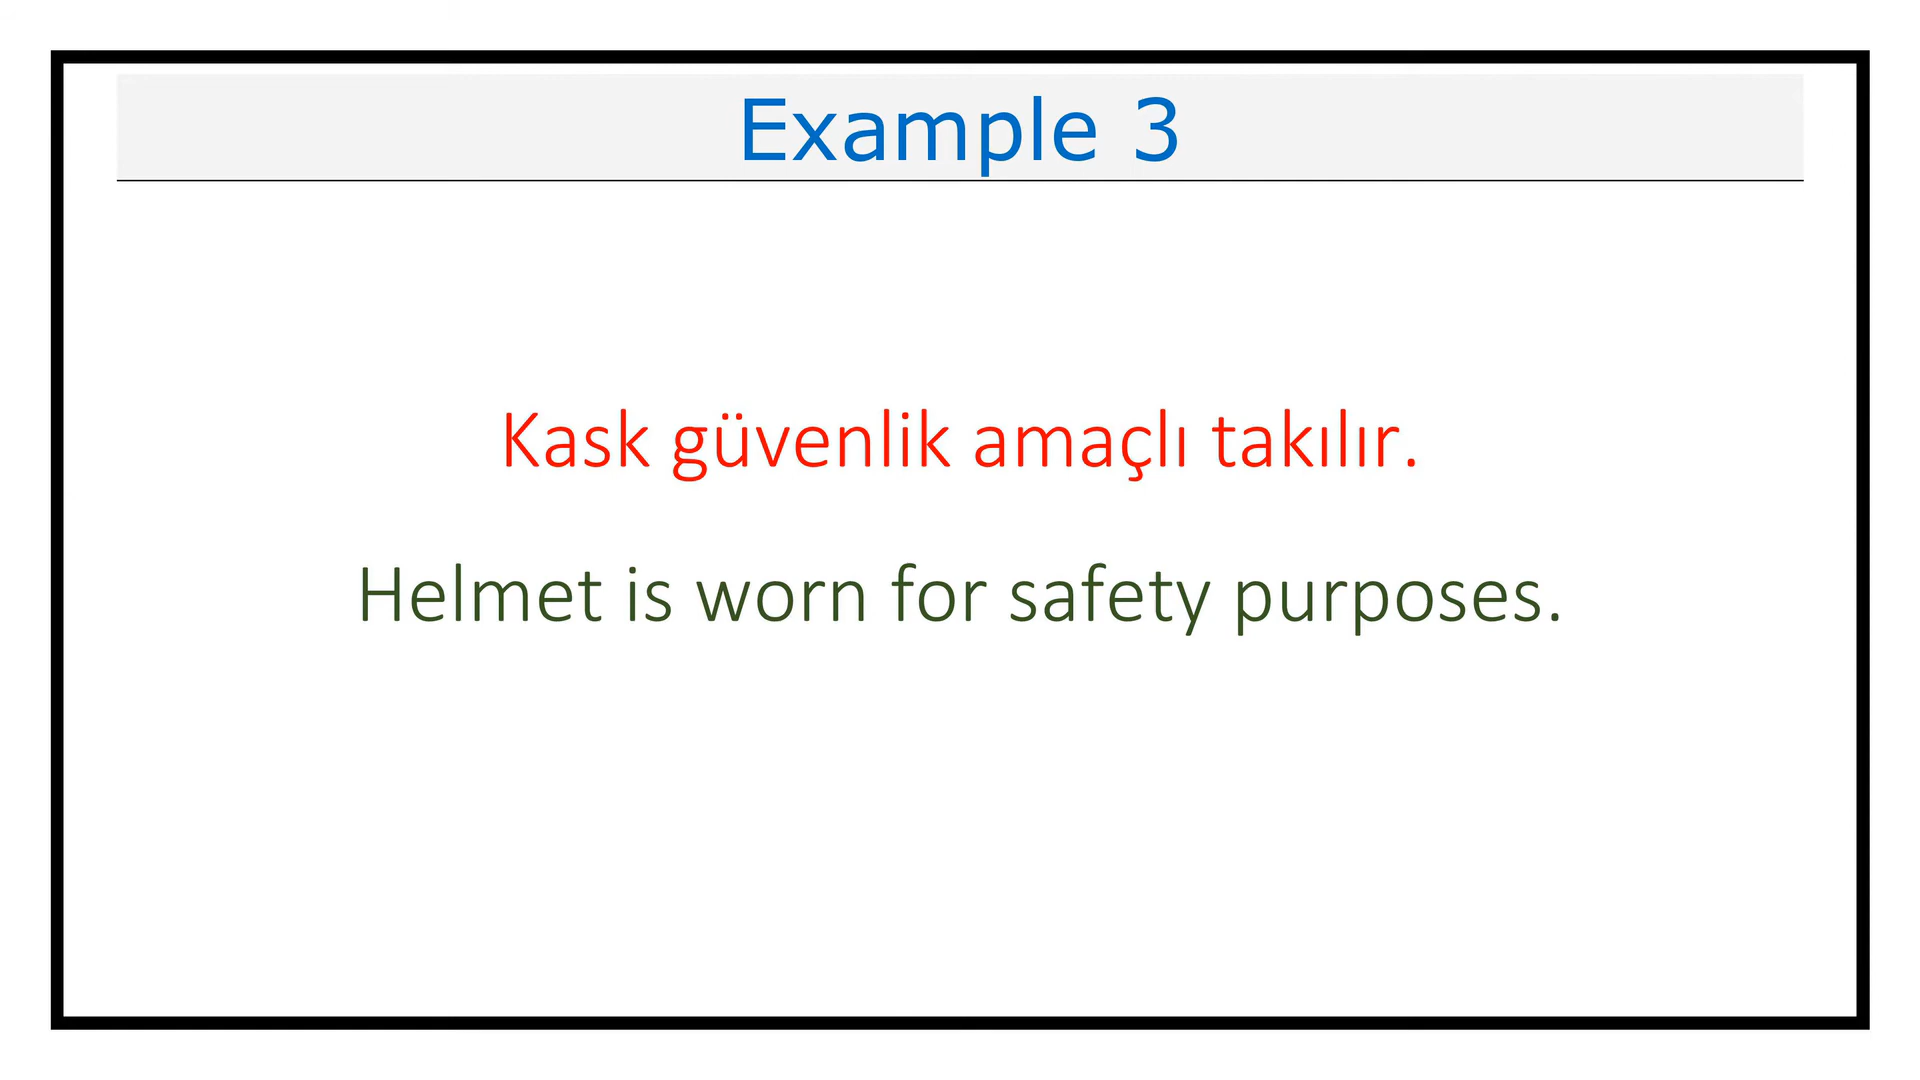 Example 3
Kask güvenlik amaçlı takılır.
Helmet is worn for safety purposes.